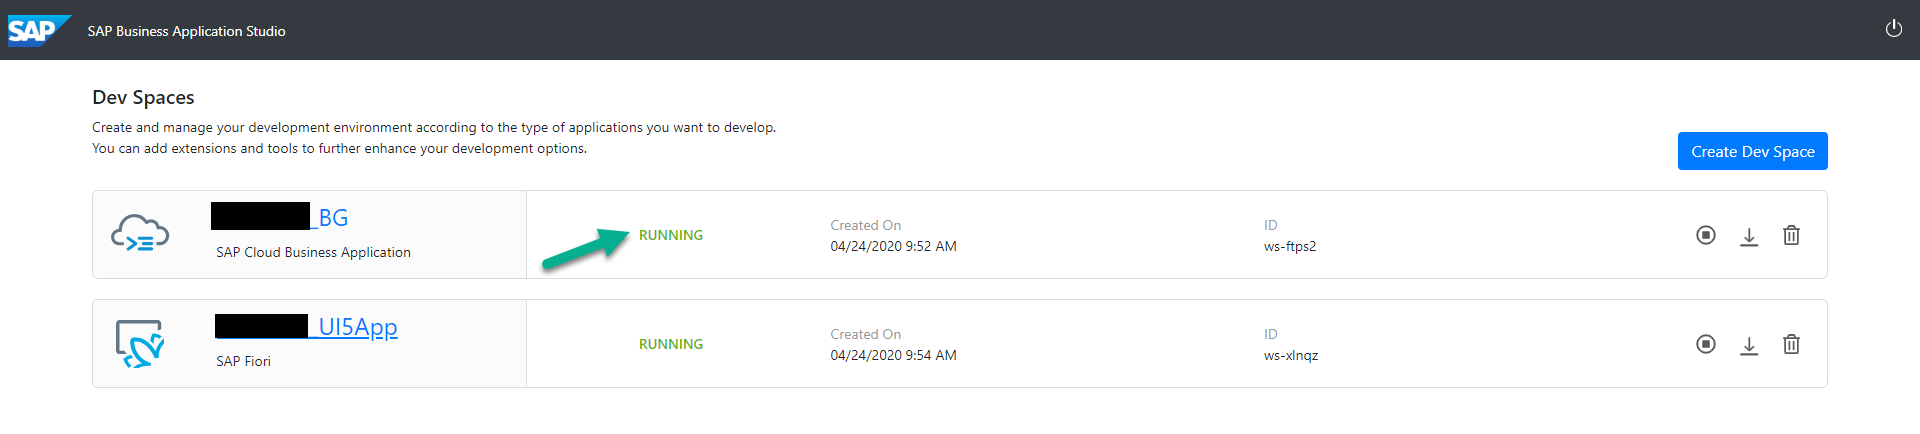 SAP
SAP Business Application Studio
Dev Spaces
Create and manage your development environment according to the type of applications you want to develop.
You can add extensions and tools to further enhance your development options.
Create Dev Space
_BG
SAP Cloud Business Application
RUNNING
Created On
04/24/2020 9:52 AM
ID
ws-ftps2
_UI5App
SAP Fiori
RUNNING
Created On
04/24/2020 9:54 AM
ID
ws-xlnqz